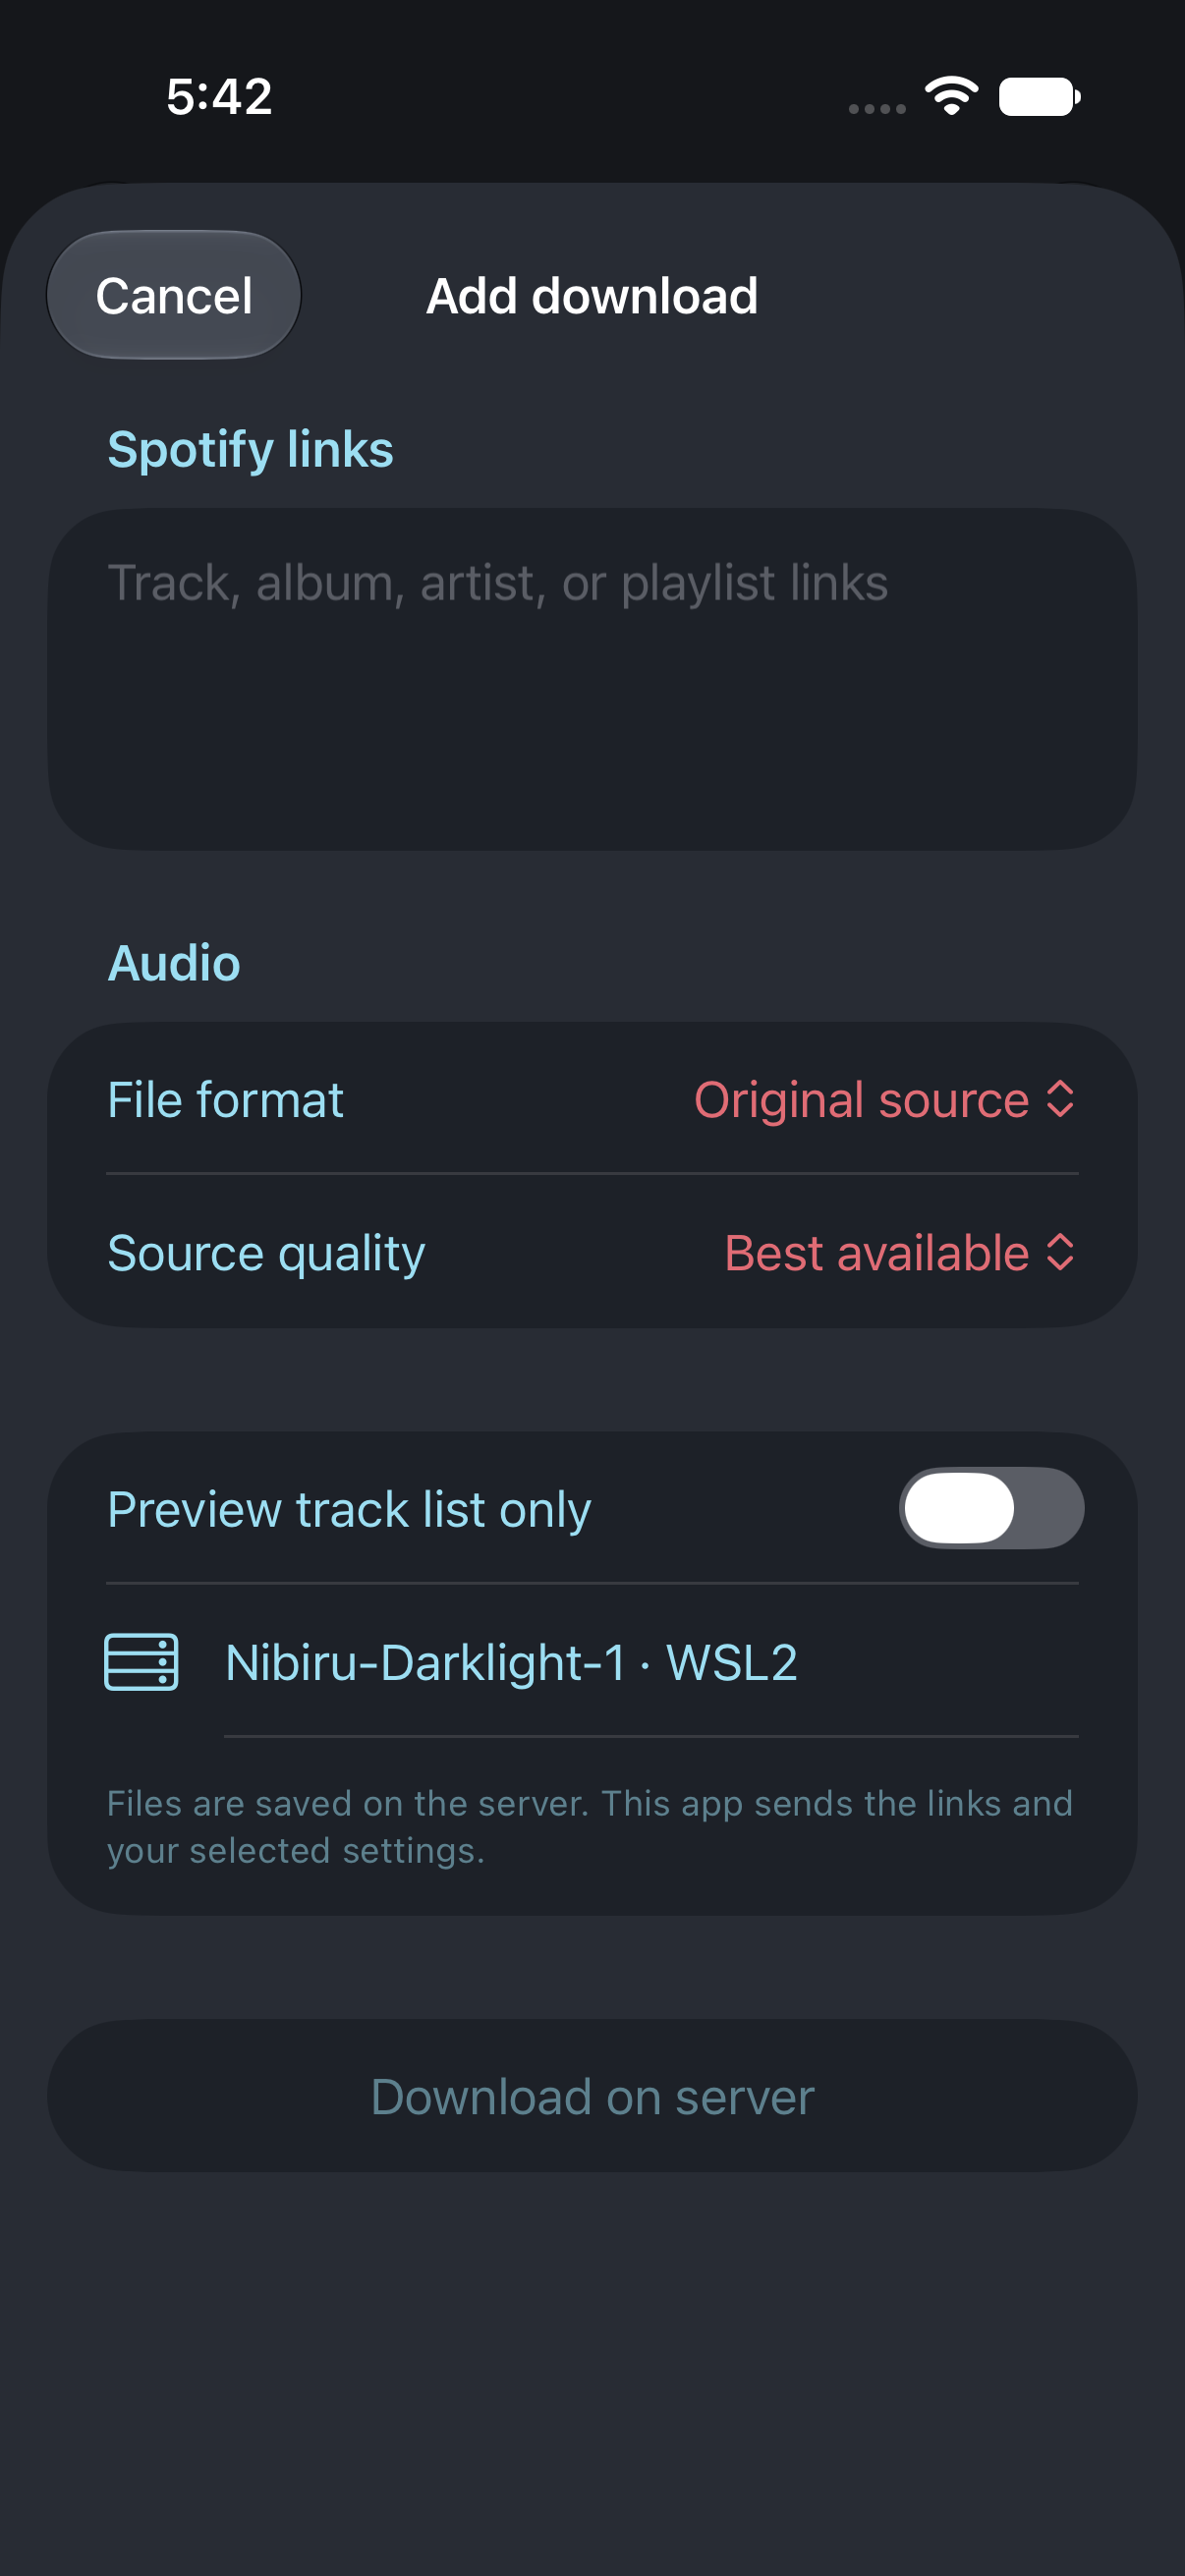 5:42
Cancel
Add download
Spotify links
Track, album, artist, or playlist links
Audio
File format
Original source
Source quality
Best available
Preview track list only
Nibiru-Darklight-1 · WSL2
Files are saved on the server. This app sends the links and
your selected settings.
Download on server